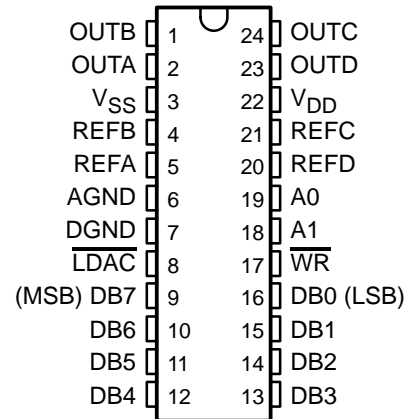 OUTB 1 24 OUTC
OUTA 2 23 OUTD
VSS 3 22 VDD
REFB 4 21 REFC
REFA 5 20 REFD
AGND 6 19 A0
DGND 7 18 A1
LDAC 8 17 WR
(MSB) DB7 9 16 DB0 (LSB)
DB6 10 15 DB1
DB5 11 14 DB2
DB4 12 13 DB3